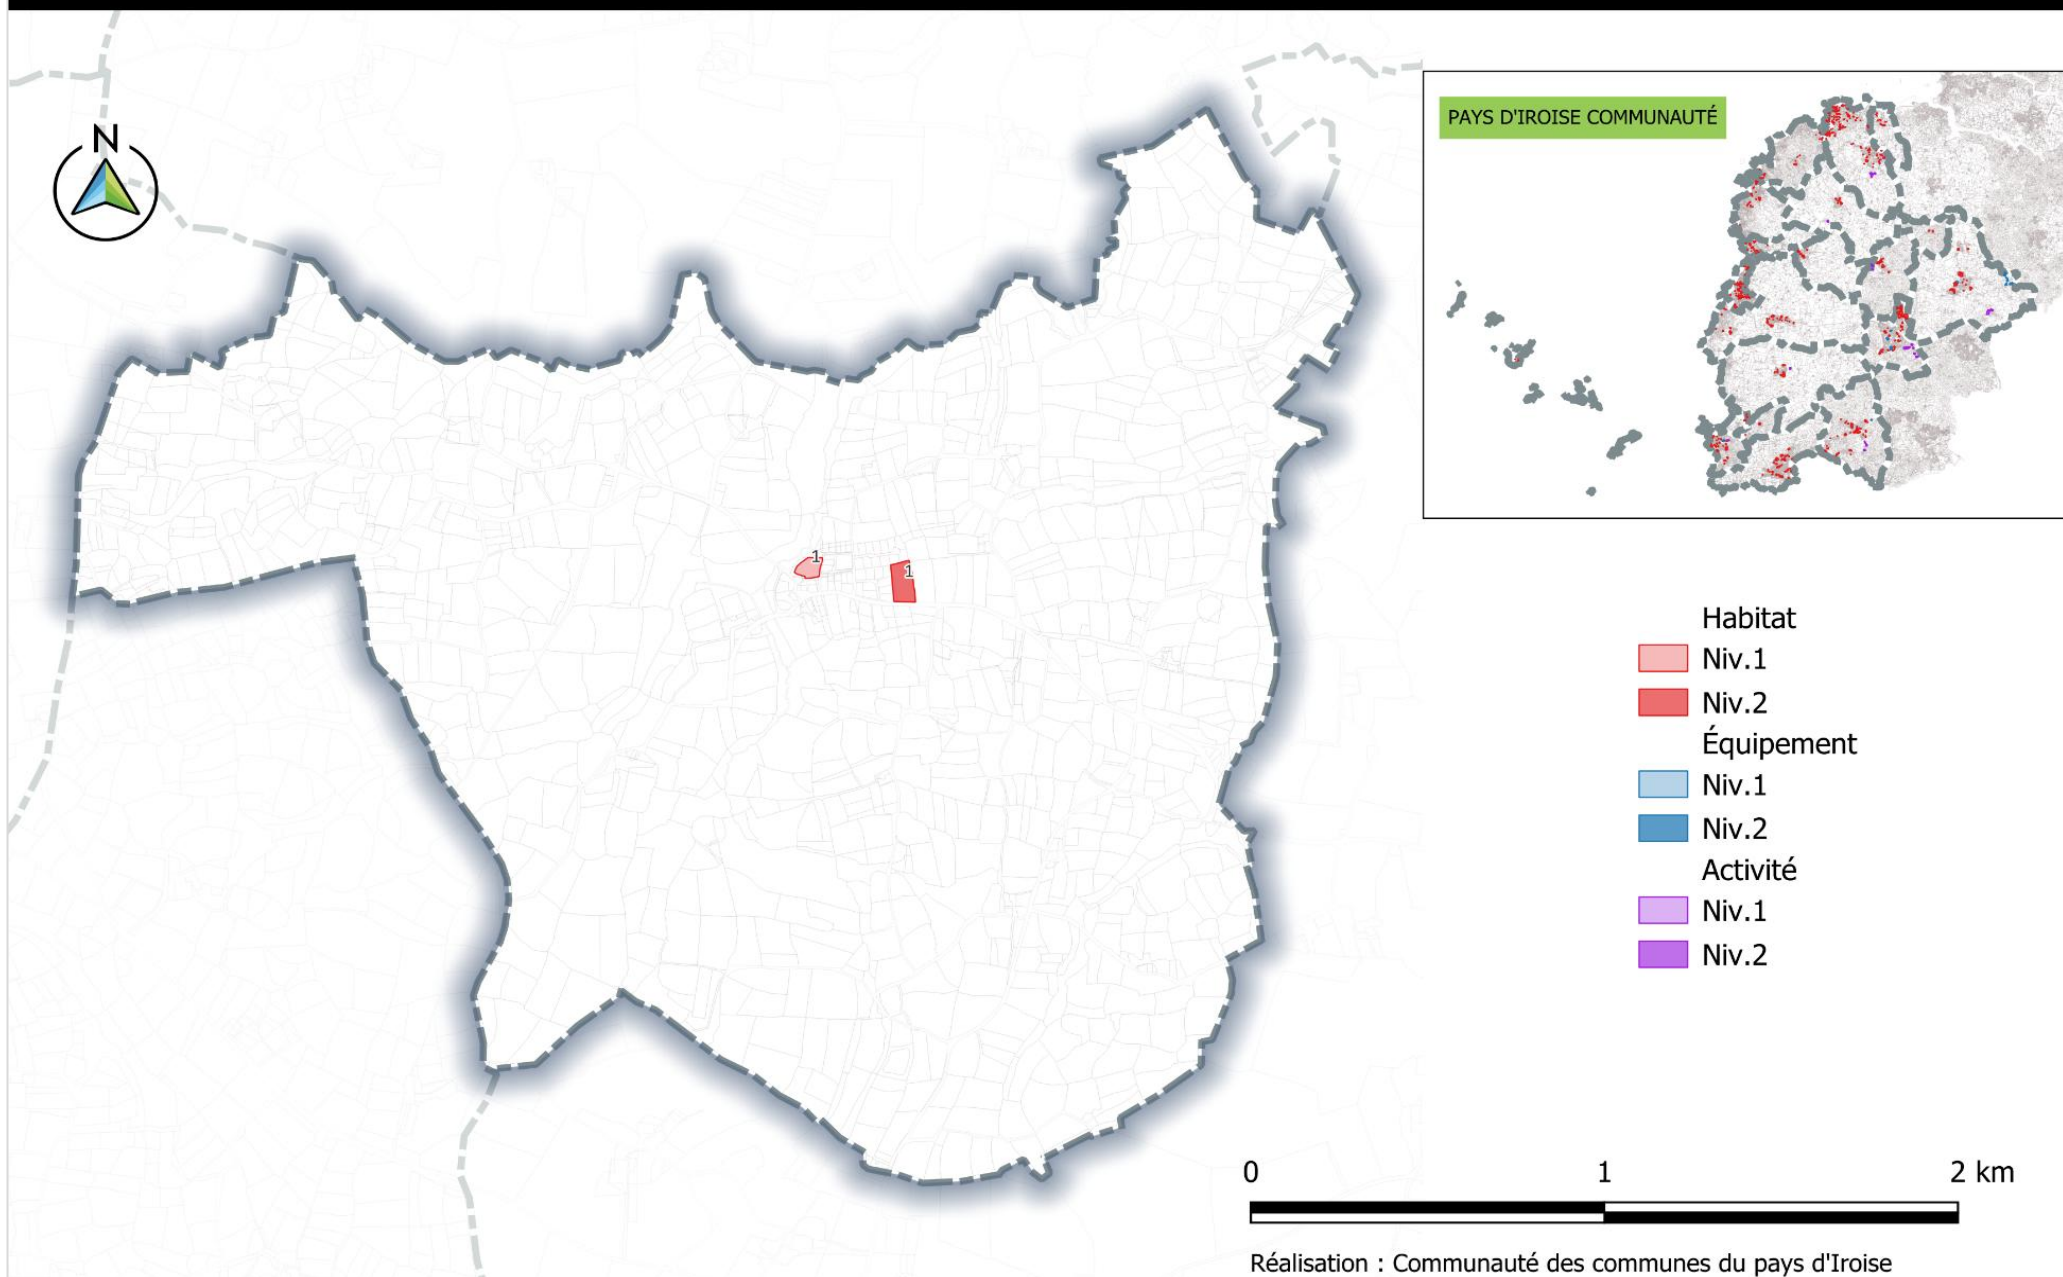 N
PAYS D'IROISE COMMUNAUTÉ
1
1
Habitat
Niv.1
Niv.2
Équipement
Niv.1
Niv.2
Activité
Niv.1
Niv.2
0 1 2 km
Réalisation : Communauté des communes du pays d'Iroise